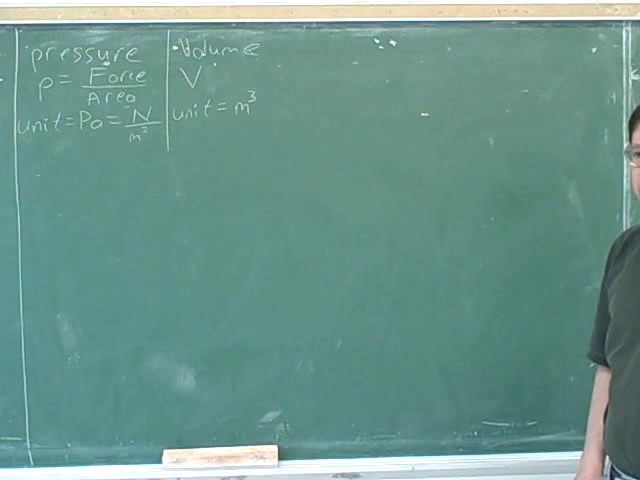 pressure
p = Force / Area
unit = Pa = N / m²
Volume
V
unit = m³